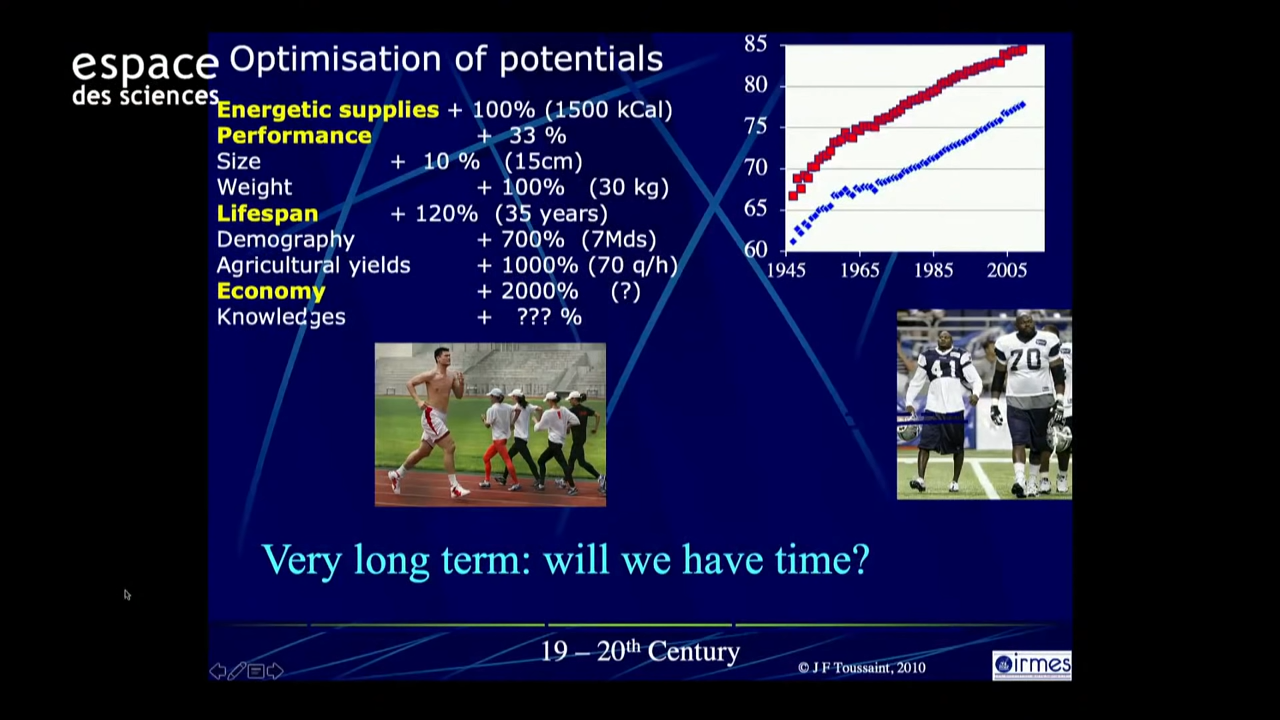 espace
des sciences
Optimisation of potentials
Energetic supplies + 100% (1500 kCal)
Performance + 33 %
Size + 10 % (15cm)
Weight + 100% (30 kg)
Lifespan + 120% (35 years)
Demography + 700% (7Mds)
Agricultural yields + 1000% (70 q/h)
Economy + 2000% (?)
Knowledges + ??? %
85
80
75
70
65
60
1945 1965 1985 2005
41
70
Very long term: will we have time?
19 – 20th Century
© J F Toussaint, 2010
irmes